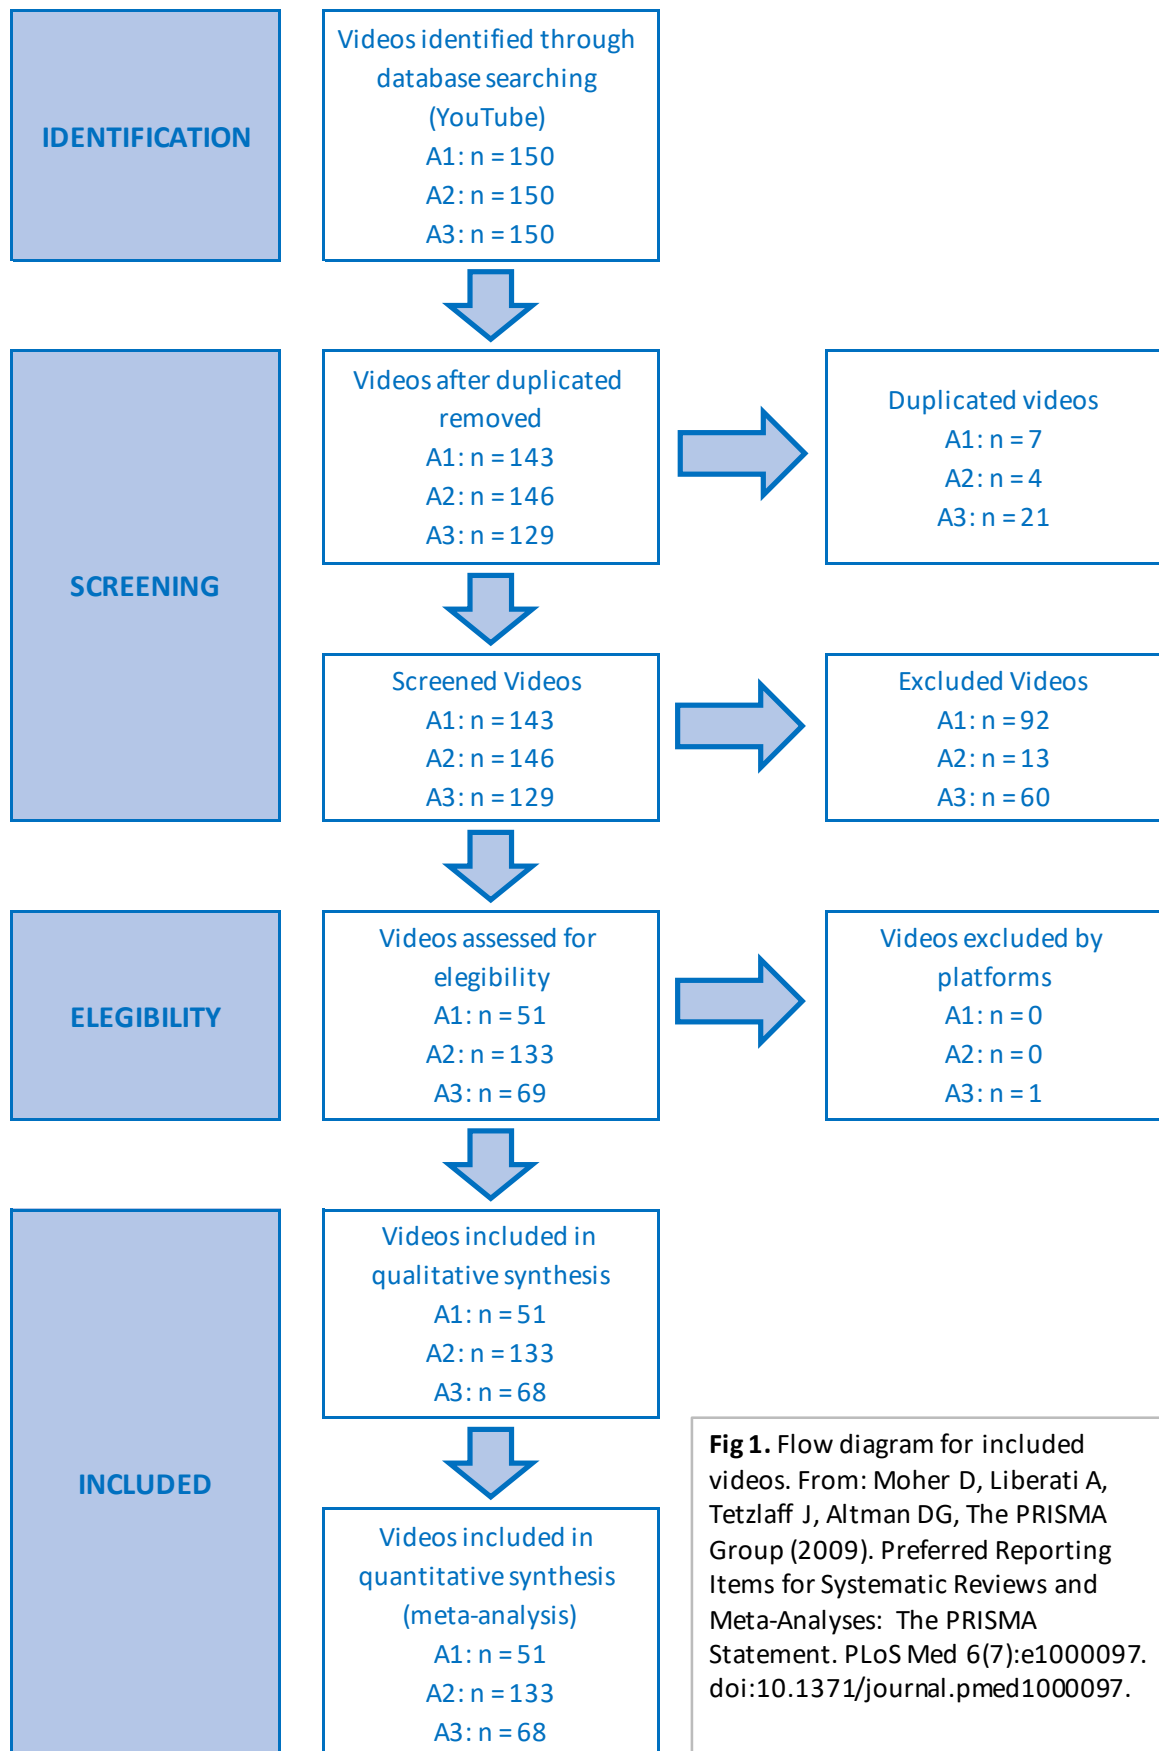 IDENTIFICATION
Videos identified through
database searching
(YouTube)
A1: n = 150
A2: n = 150
A3: n = 150
SCREENING
Videos after duplicated
removed
A1: n = 143
A2: n = 146
A3: n = 129
Duplicated videos
A1: n = 7
A2: n = 4
A3: n = 21
Screened Videos
A1: n = 143
A2: n = 146
A3: n = 129
Excluded Videos
A1: n = 92
A2: n = 13
A3: n = 60
ELEGIBILITY
Videos assessed for
elegibility
A1: n = 51
A2: n = 133
A3: n = 69
Videos excluded by
platforms
A1: n = 0
A2: n = 0
A3: n = 1
INCLUDED
Videos included in
qualitative synthesis
A1: n = 51
A2: n = 133
A3: n = 68
Videos included in
quantitative synthesis
(meta-analysis)
A1: n = 51
A2: n = 133
A3: n = 68
Fig 1. Flow diagram for included
videos. From: Moher D, Liberati A,
Tetzlaff J, Altman DG, The PRISMA
Group (2009). Preferred Reporting
Items for Systematic Reviews and
Meta-Analyses: The PRISMA
Statement. PLoS Med 6(7):e1000097.
doi:10.1371/journal.pmed1000097.